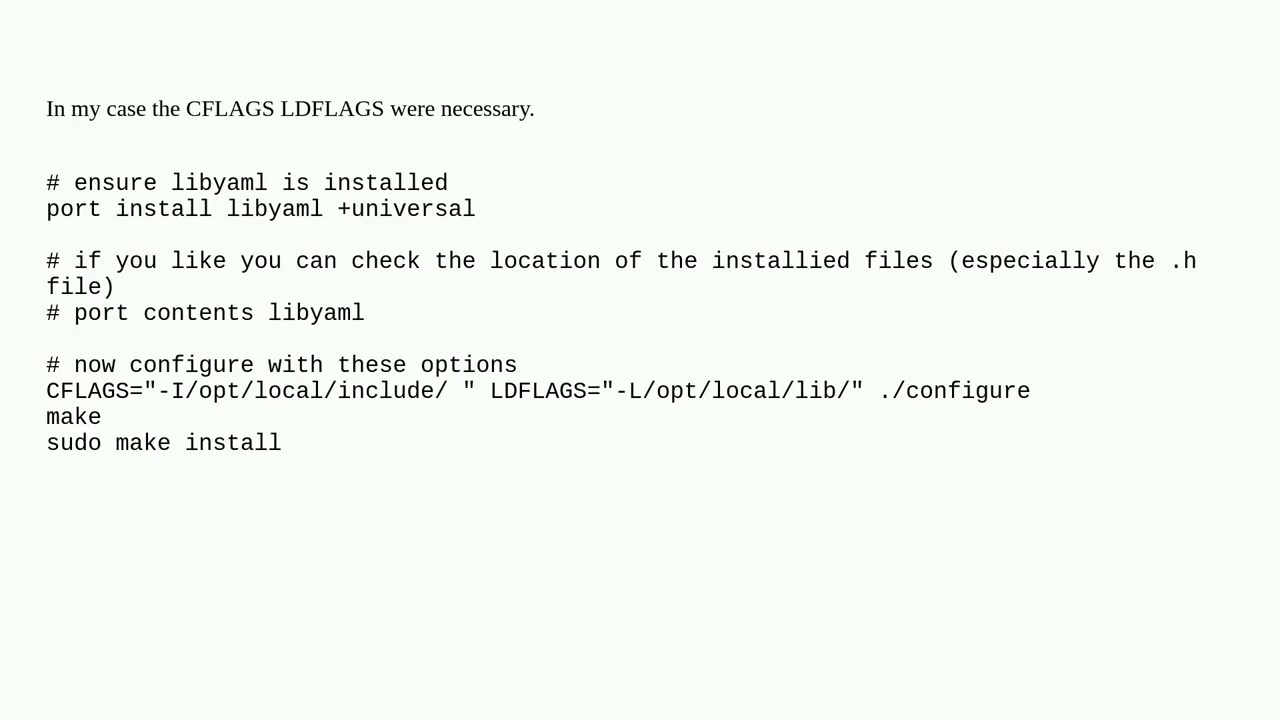 In my case the CFLAGS LDFLAGS were necessary.
# ensure libyaml is installed
port install libyaml +universal
# if you like you can check the location of the installied files (especially the .h
file)
# port contents libyaml
# now configure with these options
CFLAGS="-I/opt/local/include/ " LDFLAGS="-L/opt/local/lib/" ./configure
make
sudo make install